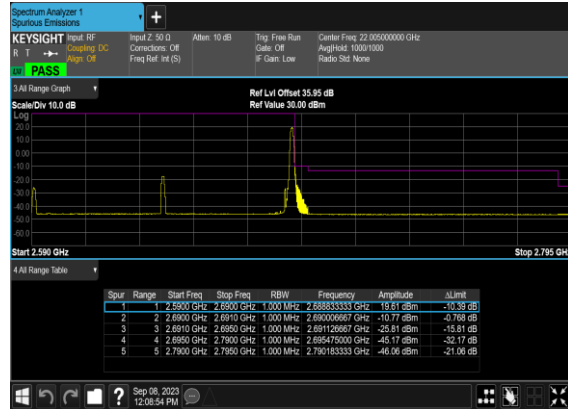 Spectrum Analyzer 1
Spurious Emissions
KEYSIGHT Input: RF Input Z: 50 Ω Atten: 10 dB Trig: Free Run Center Freq: 22.005000000 GHz
R T Coupling: DC Corrections: Off Gate: Off Avg|Hold: 1000/1000
Align: Off Freq Ref: Int (S) IF Gain: Low Radio Std: None
PASS
3 All Range Graph
Ref Lvl Offset 35.95 dB
Scale/Div 10.0 dB Ref Value 30.00 dBm
Log
20.0
10.0
0.00
-10.0
-20.0
-30.0
-40.0
-50.0
-60.0
Start 2.590 GHz Stop 2.795 GHz
4 All Range Table
Spur Range Start Freq Stop Freq RBW Frequency Amplitude ΔLimit
1 1 2.5900 GHz 2.6900 GHz 1.000 MHz 2.688833333 GHz 19.61 dBm -10.39 dB
2 2 2.6900 GHz 2.6910 GHz 1.000 MHz 2.690006667 GHz -10.77 dBm -0.768 dB
3 3 2.6910 GHz 2.6950 GHz 1.000 MHz 2.691126667 GHz -25.81 dBm -15.81 dB
4 4 2.6950 GHz 2.7900 GHz 1.000 MHz 2.695475000 GHz -45.17 dBm -32.17 dB
5 5 2.7900 GHz 2.7950 GHz 1.000 MHz 2.790183333 GHz -46.06 dBm -21.06 dB
? Sep 08, 2023
12:08:54 PM